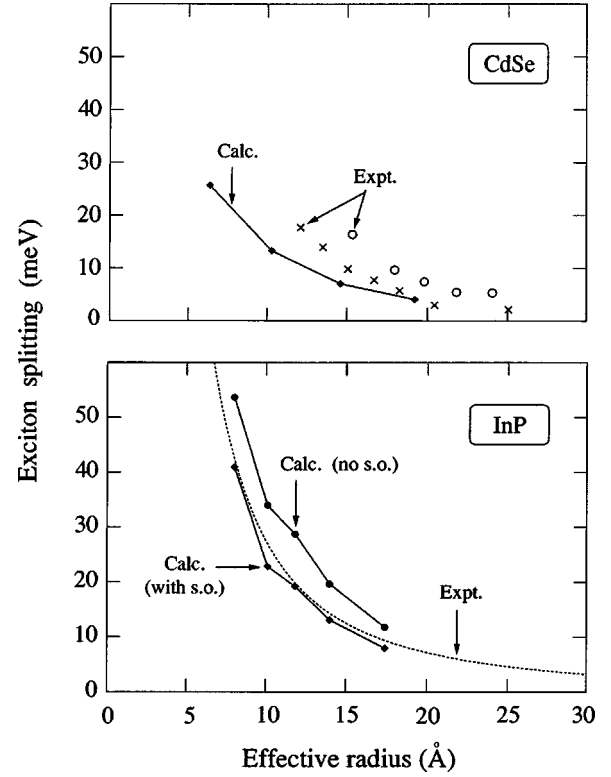 50
40
30
20
10
0
CdSe
Calc.
Expt.
Exciton splitting (meV)
50
40
30
20
10
0
InP
Calc. (no s.o.)
Calc.
(with s.o.)
Expt.
0 5 10 15 20 25 30
Effective radius (Å)